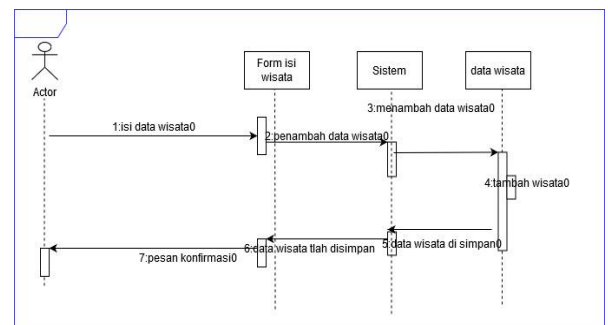 Form isi
wisata
Sistem
data wisata
Actor
3:menambah data wisata0
1:isi data wisata0
2:penambah data wisata0
4:tambah wisata0
5:data wisata di simpan0
6:data wisata tlah disimpan
7:pesan konfirmasi0